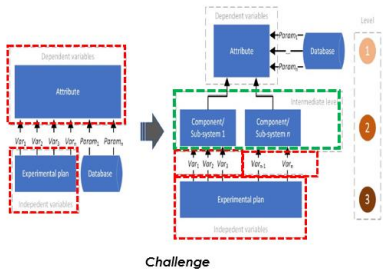 Dependent variables
Attribute
Var₁ Var₂ Var₃ Varₙ Param₁ Paramₙ
Experimental plan
Database
Indepedent variables
Dependent variables
Attribute
Param₁
...
Paramₙ
Database
Level
1
Intermediate level
Component/
Sub-system 1
Component/
Sub-system n
2
Var₁ Var₂ Var₃
Varₙ₋₁ Varₙ
Experimental plan
3
Independent variables
Challenge